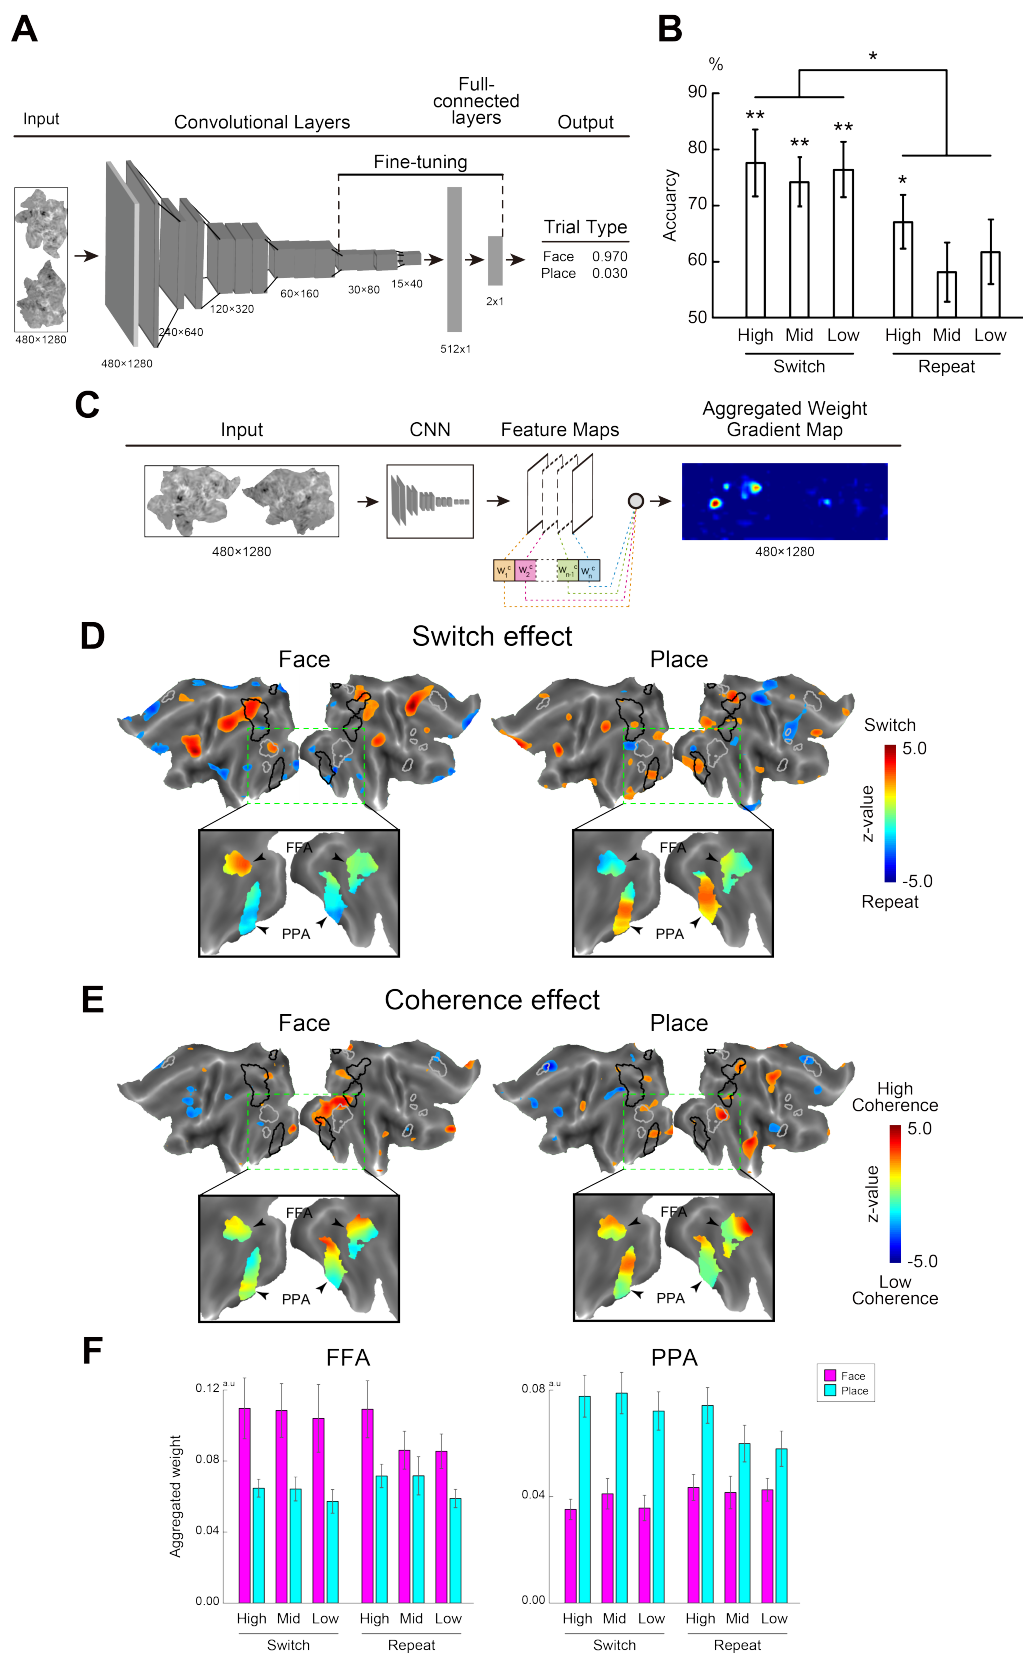 A
Input
Convolutional Layers
Full-
connected
layers
Output
Fine-tuning
480×1280
480×1280
240×640
120×320
60×160
30×80
15×40
512x1
2x1
Trial Type
Face 0.970
Place 0.030
B
%
90
80
70
60
50
Accuarcy
*
** ** **
*
High Mid Low High Mid Low
Switch Repeat
C
Input
CNN
Feature Maps
Aggregated Weight
Gradient Map
480×1280
W1c W2c Wn-1c Wnc
480×1280
D
Switch effect
Face Place
FFA
PPA
FFA
PPA
Switch
5.0
z-value
-5.0
Repeat
E
Coherence effect
Face Place
FFA
PPA
FFA
PPA
High
Coherence
5.0
z-value
-5.0
Low
Coherence
F
FFA
a.u
0.12
0.08
0.04
0.00
Aggregated weight
High Mid Low High Mid Low
Switch Repeat
PPA
a.u
0.08
0.04
0.00
High Mid Low High Mid Low
Switch Repeat
Face
Place